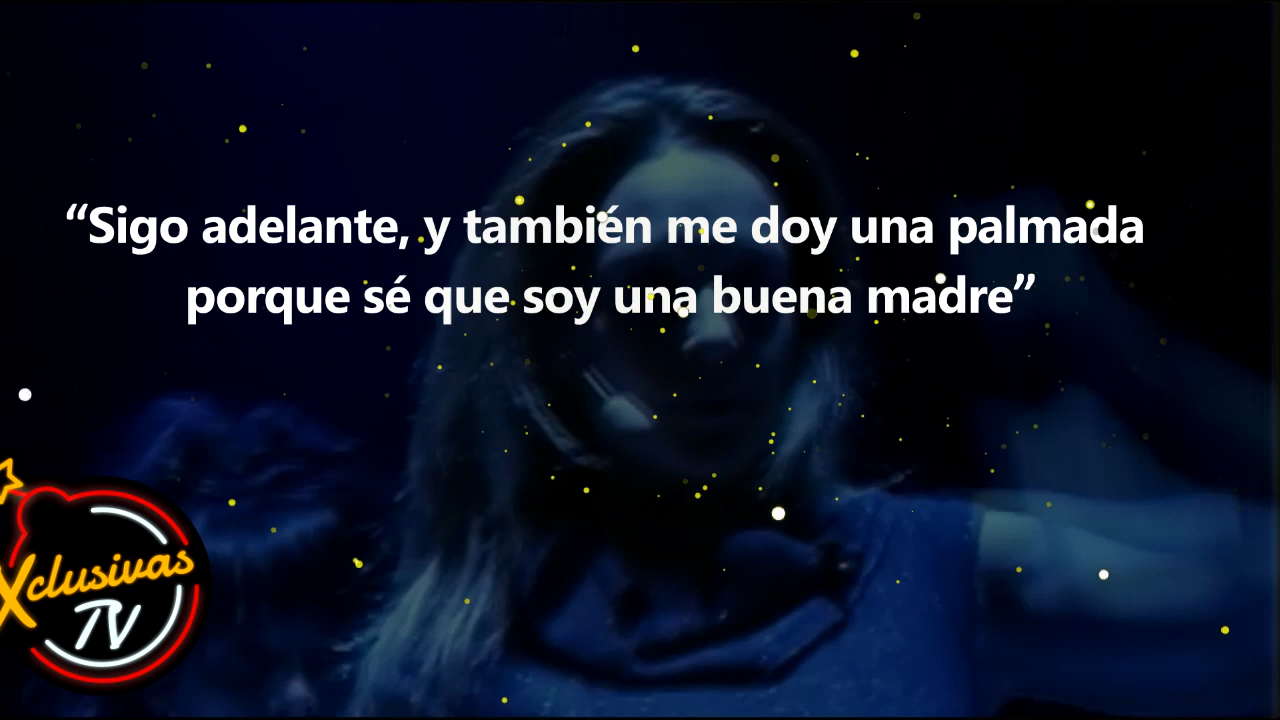 “Sigo adelante, y también me doy una palmada
porque sé que soy una buena madre”
Xclusivas
TV